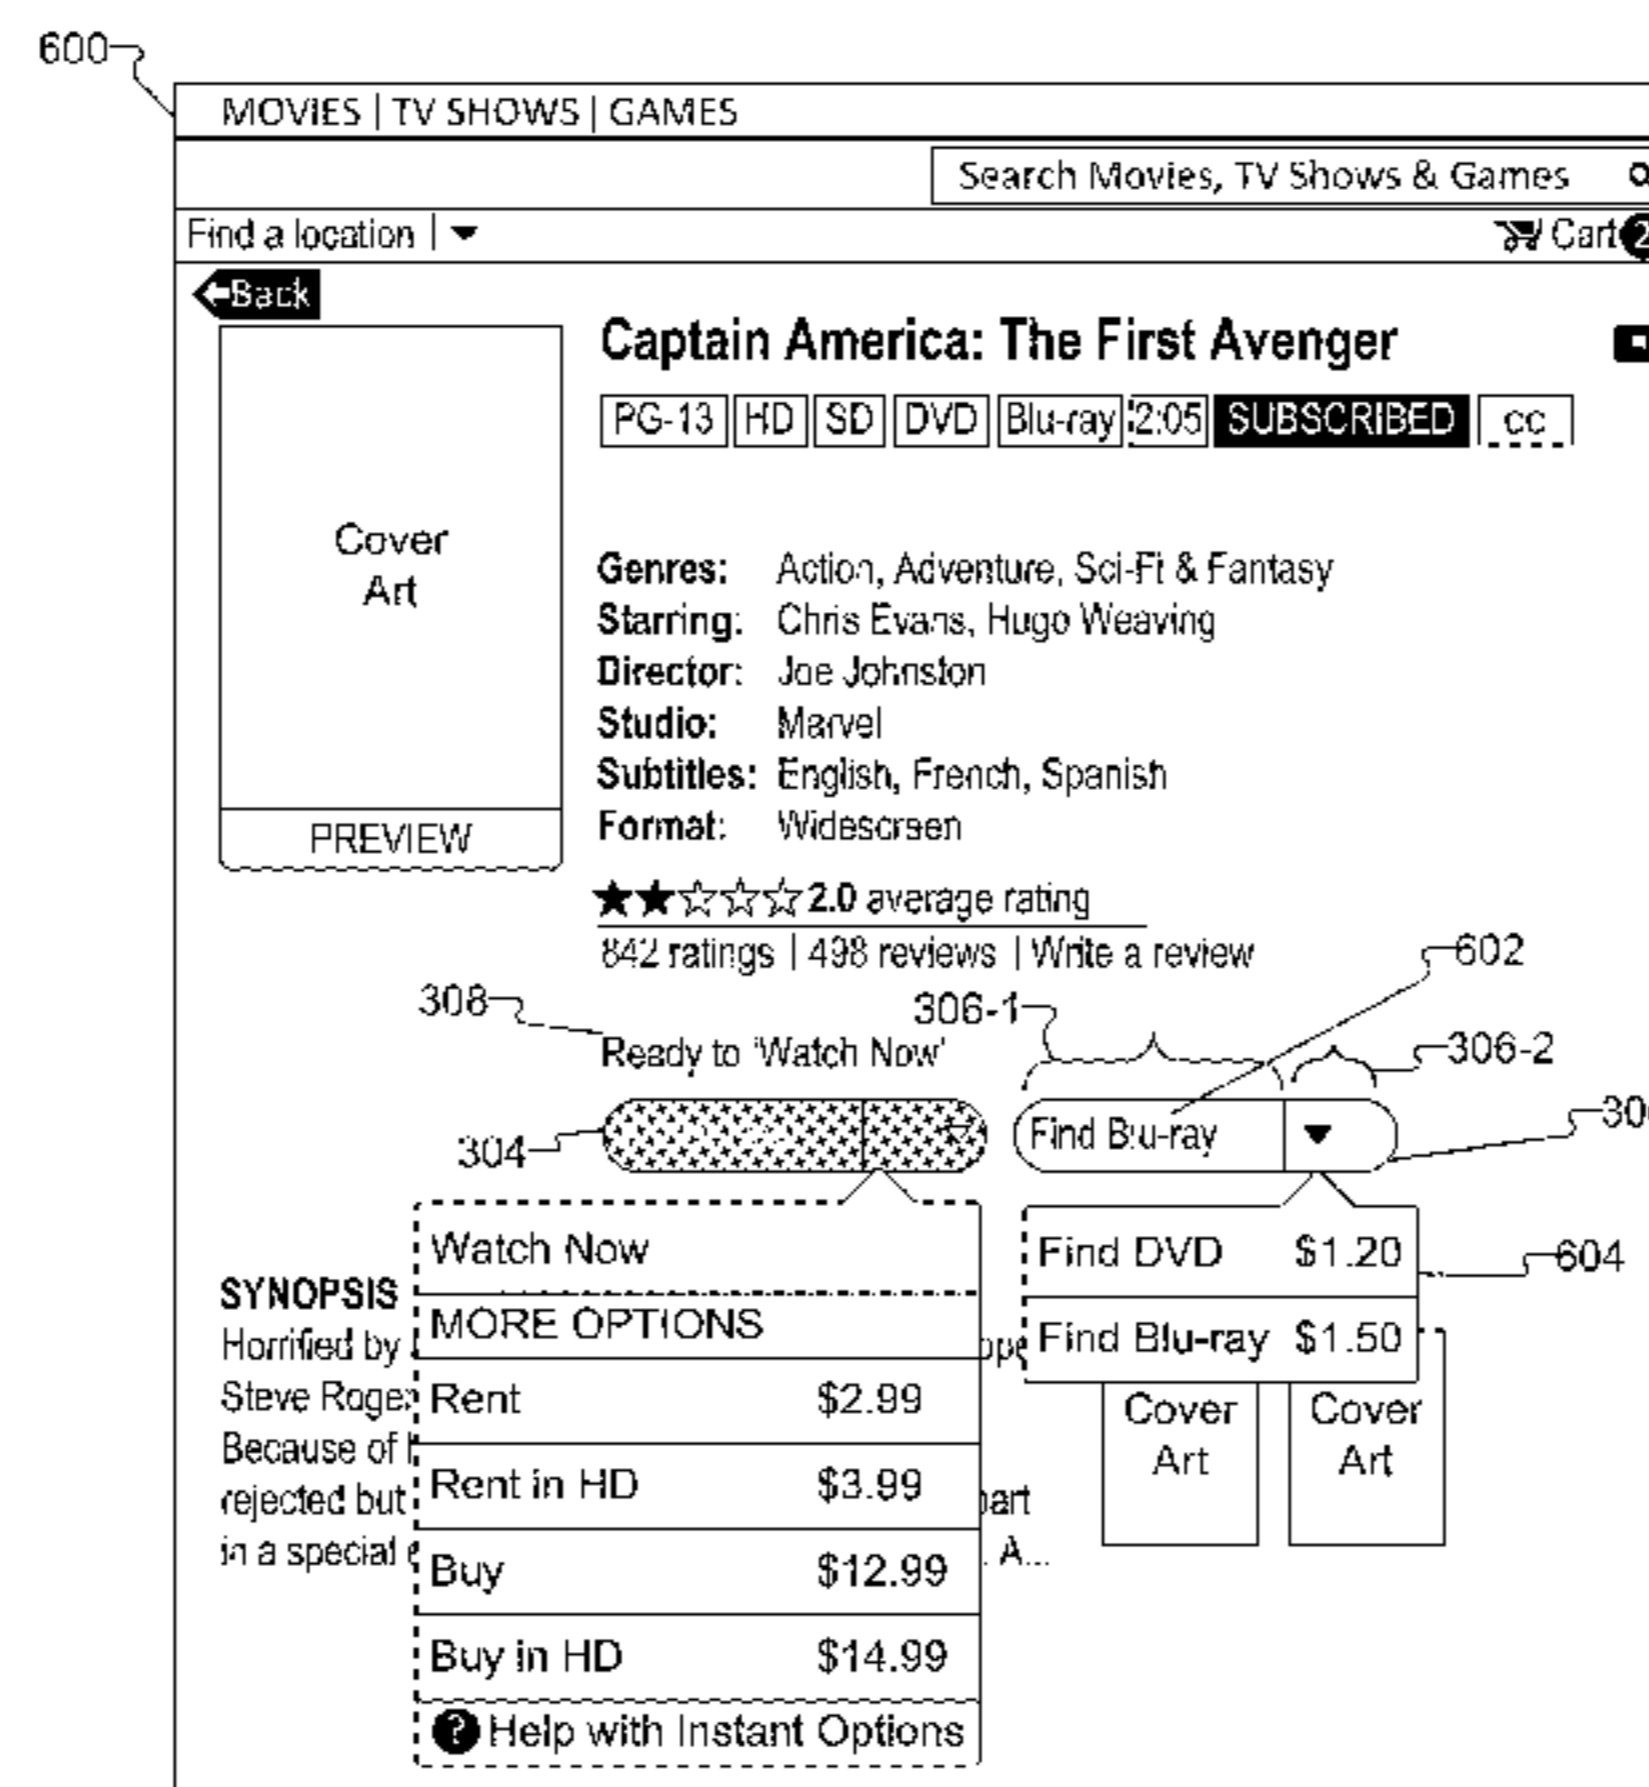 600
MOVIES | TV SHOWS | GAMES
Search Movies, TV Shows & Games
Find a location |
Cart 2
Back
Captain America: The First Avenger
PG-13 HD SD DVD Blu-ray 2:05 SUBSCRIBED cc
Cover
Art
PREVIEW
Genres: Action, Adventure, Sci-Fi & Fantasy
Starring: Chris Evans, Hugo Weaving
Director: Joe Johnston
Studio: Marvel
Subtitles: English, French, Spanish
Format: Widescreen
2.0 average rating
842 ratings | 498 reviews | Write a review
602
308
306-1
Ready to 'Watch Now'
306-2
304
Find Blu-ray
30
Watch Now
MORE OPTIONS
Rent $2.99
Rent in HD $3.99
Buy $12.99
Buy in HD $14.99
? Help with Instant Options
Find DVD $1.20
604
Find Blu-ray $1.50
Cover
Art
Cover
Art
SYNOPSIS
Horrified by
Steve Roge
Because of
rejected but
in a special
A...